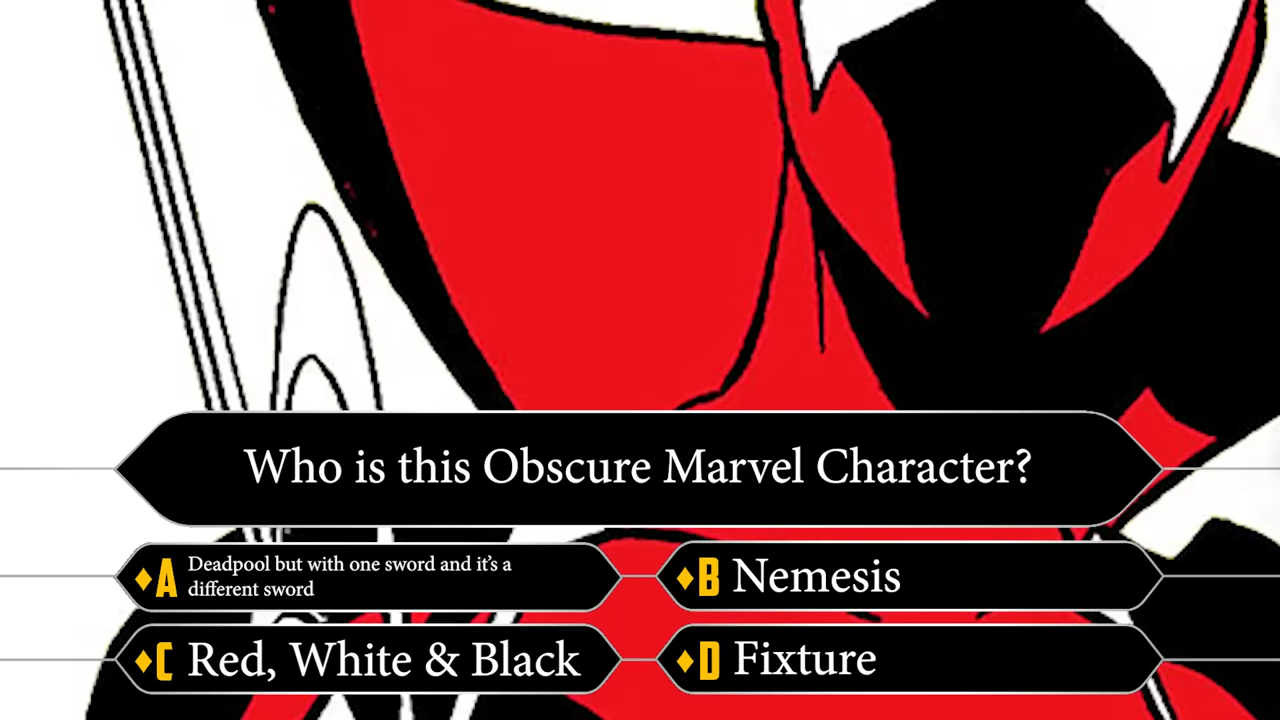 Who is this Obscure Marvel Character?
A Deadpool but with one sword and it's a
different sword
B Nemesis
C Red, White & Black
D Fixture